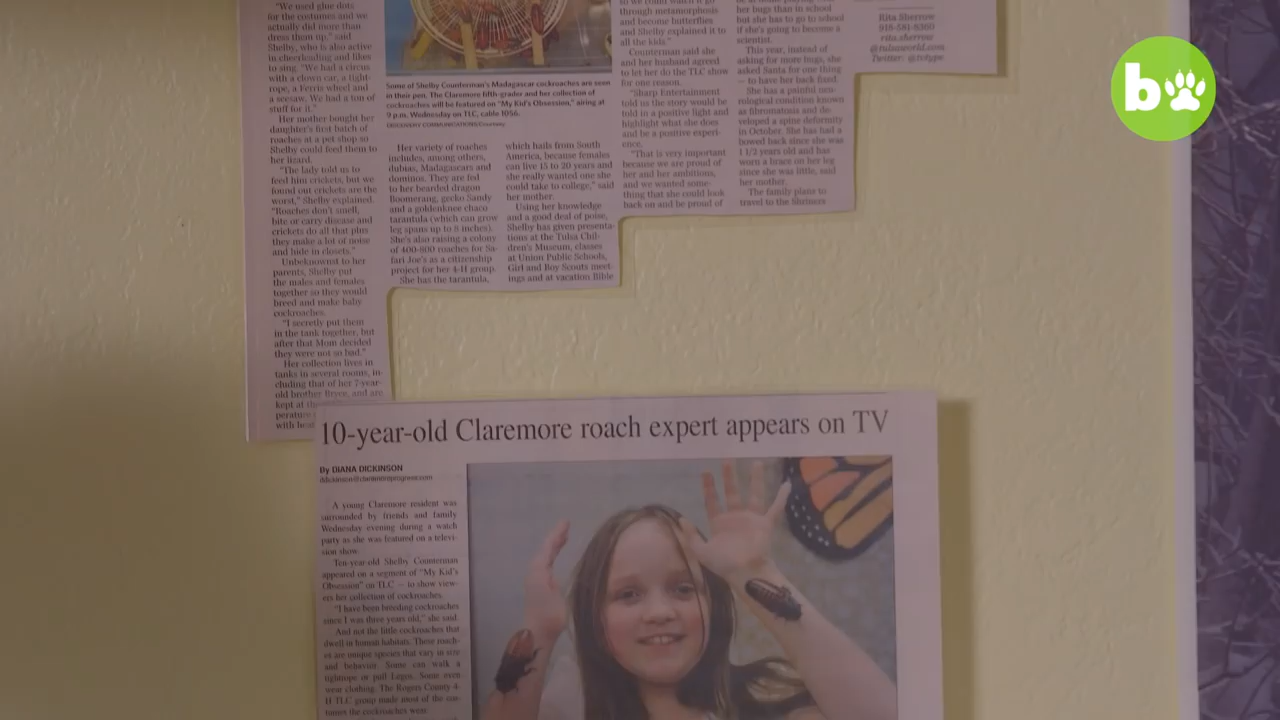 "We used glue dots
for the costumes and we
actually did more than
dress them up," said
Shelby, who is also active
in cheerleading and likes
to sing. "We had a circus
with a clown car, a tight-
rope, a Ferris wheel and
a seesaw. We had a ton of
stuff for it."
Her mother bought her
daughter's first batch of
roaches at a pet shop so
Shelby could feed them to
her lizard.
"The lady told us to
feed him crickets, but we
found out crickets are the
worst," Shelby explained.
"Roaches don't smell,
bite or carry disease and
crickets do all that plus
they make a lot of noise
and hide in closets."
Unbeknownst to her
parents, Shelby put
the males and females
together so they would
breed and make baby
cockroaches.
"I secretly put them
in the tank together, but
after that Mom decided
they were not so bad."
Her collection lives in
tanks in several rooms, in-
cluding that of her 7-year-
old brother Bryce, and are
kept at
with
Some of Shelby Counterman's Madagascar cockroaches are seen
in their pen. The Claremore fifth-grader and her collection of
cockroaches will be featured on "My Kid's Obsession," airing at
9 p.m. Wednesday on TLC, cable 1056.
DISCOVERY COMMUNICATIONS/Courtesy
Her variety of roaches
includes, among others,
dubias, Madagascars and
dominos. They are fed
to her bearded dragon
Boomerang, gecko Sandy
and a goldenknee chaco
tarantula (which can grow
leg spans up to 8 inches).
She's also raising a colony
of 400-800 roaches for Sa-
fari Joe's as a citizenship
project for her 4-H group.
She has the tarantula,
which hails from South
America, because females
can live 15 to 20 years and
she really wanted one she
could take to college," said
her mother.
Using her knowledge
and a good deal of poise,
Shelby has given presenta-
tions at the Tulsa Chil-
dren's Museum, classes
at Union Public Schools,
Girl and Boy Scouts meet-
ings and at vacation Bible
so we could watch it go
through metamorphosis
and become butterflies
and Shelby explained it to
all the kids."
Counterman said she
and her husband agreed
to let her do the TLC show
for one reason.
"Sharp Entertainment
told us the story would be
told in a positive light and
highlight what she does
and be a positive experi-
ence.
"That is very important
because we are proud of
her and her ambitions,
and we wanted some-
thing that she could look
back on and be proud of
her bugs than in school
but she has to go to school
if she's going to become a
scientist.
This year, instead of
asking for more bugs, she
asked Santa for one thing
— to have her back fixed.
She has a painful neu-
rological condition known
as fibromatosis and de-
veloped a spine deformity
in October. She has had a
bowed back since she was
1 1/2 years old and has
worn a brace on her leg
since she was little, said
her mother.
The family plans to
travel to the Shriners
Rita Sherrow
918-581-8360
rita.sherrow
@tulsaworld.com
Twitter: @tvhype
b
10-year-old Claremore roach expert appears on TV
By DIANA DICKINSON
ddickinson@claremoreprogress.com
A young Claremore resident was
surrounded by friends and family
Wednesday evening during a watch
party as she was featured on a televi-
sion show.
Ten-year-old Shelby Counterman
appeared on a segment of "My Kid's
Obsession" on TLC — to show view-
ers her collection of cockroaches.
"I have been breeding cockroaches
since I was three years old," she said.
And not the little cockroaches that
dwell in human habitats. These roach-
es are unique species that vary in size
and behavior. Some can walk a
tightrope or pull Legos. Some even
wear clothing. The Rogers County 4-
H TLC group made most of the cos-
tumes the cockroaches wear.